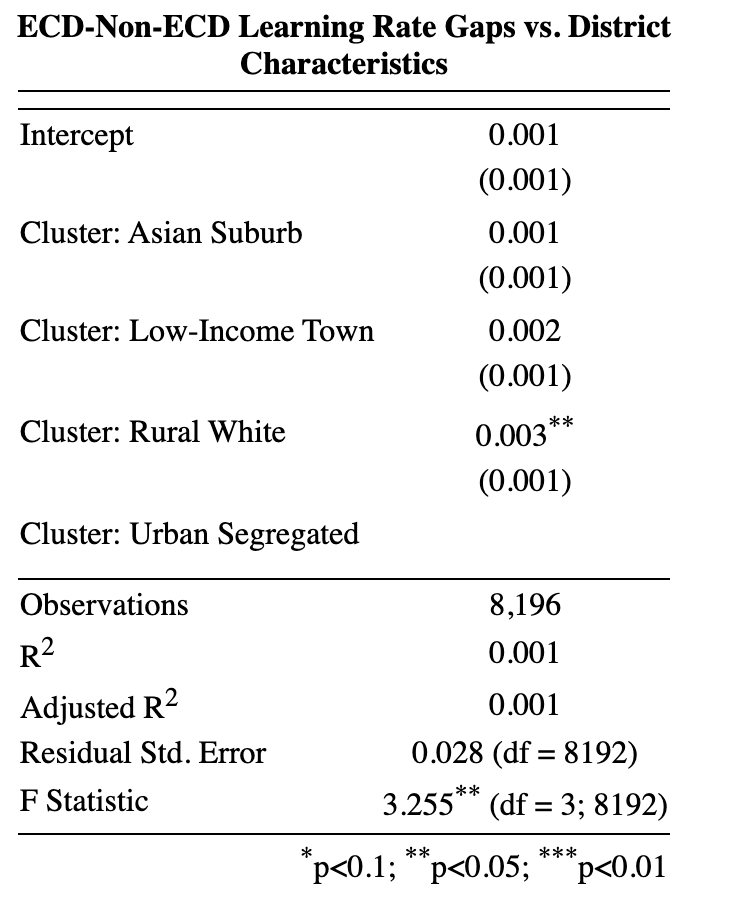 ECD-Non-ECD Learning Rate Gaps vs. District
Characteristics
Intercept 0.001
(0.001)
Cluster: Asian Suburb 0.001
(0.001)
Cluster: Low-Income Town 0.002
(0.001)
Cluster: Rural White 0.003**
(0.001)
Cluster: Urban Segregated
Observations 8,196
R2 0.001
Adjusted R2 0.001
Residual Std. Error 0.028 (df = 8192)
F Statistic 3.255** (df = 3; 8192)
*p<0.1; **p<0.05; ***p<0.01